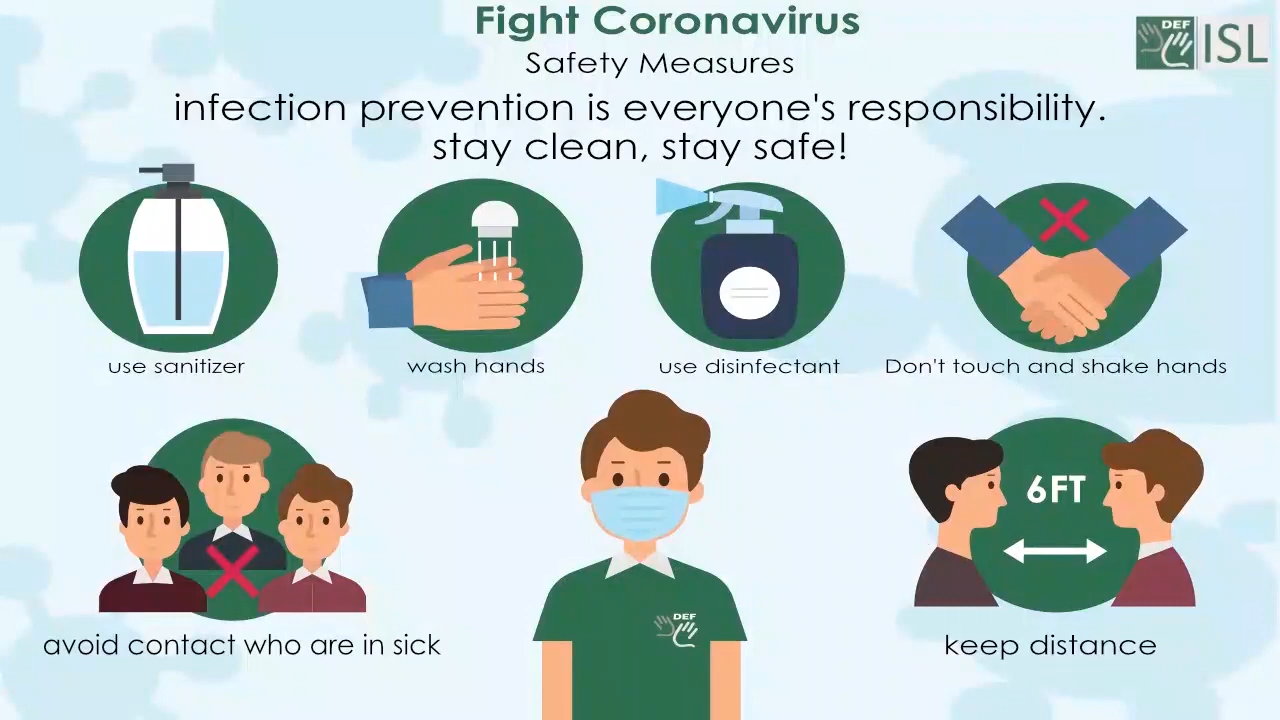 Fight Coronavirus
DEF
ISL
Safety Measures
infection prevention is everyone's responsibility.
stay clean, stay safe!
use sanitizer
wash hands
use disinfectant
Don't touch and shake hands
6FT
DEF
avoid contact who are in sick
keep distance